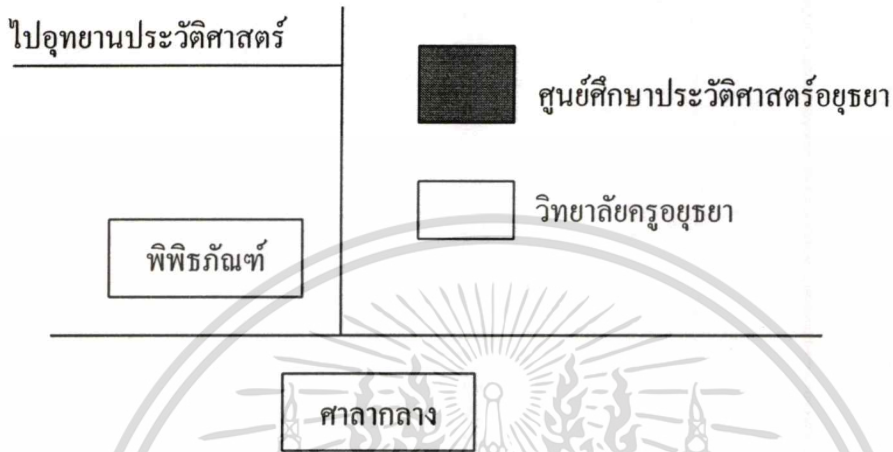 ไปอุทยานประวัติศาสตร์
ศูนย์ศึกษาประวัติศาสตร์อยุธยา
วิทยาลัยครูอยุธยา
พิพิธภัณฑ์
ศาลากลาง